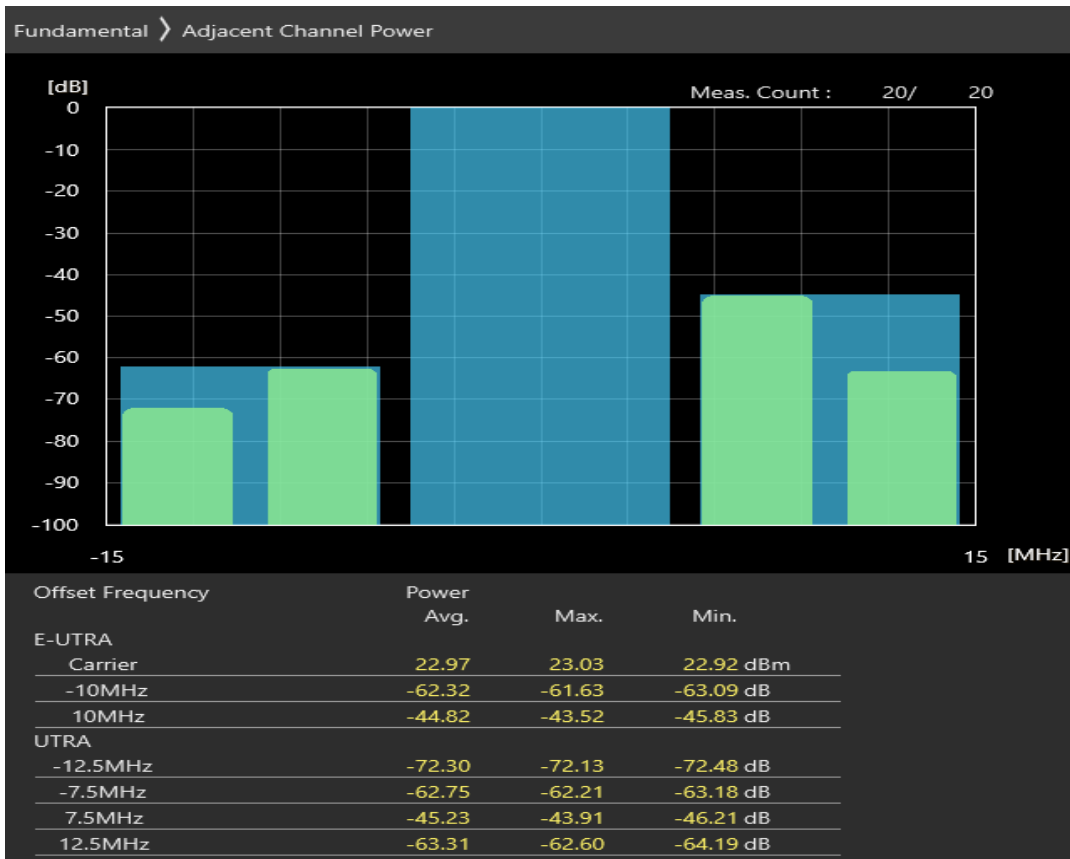 Fundamental ❭ Adjacent Channel Power
[dB]
Meas. Count : 20/ 20
0
-10
-20
-30
-40
-50
-60
-70
-80
-90
-100
-15 15 [MHz]
Offset Frequency Power
Avg. Max. Min.
E-UTRA
Carrier 22.97 23.03 22.92 dBm
-10MHz -62.32 -61.63 -63.09 dB
10MHz -44.82 -43.52 -45.83 dB
UTRA
-12.5MHz -72.30 -72.13 -72.48 dB
-7.5MHz -62.75 -62.21 -63.18 dB
7.5MHz -45.23 -43.91 -46.21 dB
12.5MHz -63.31 -62.60 -64.19 dB